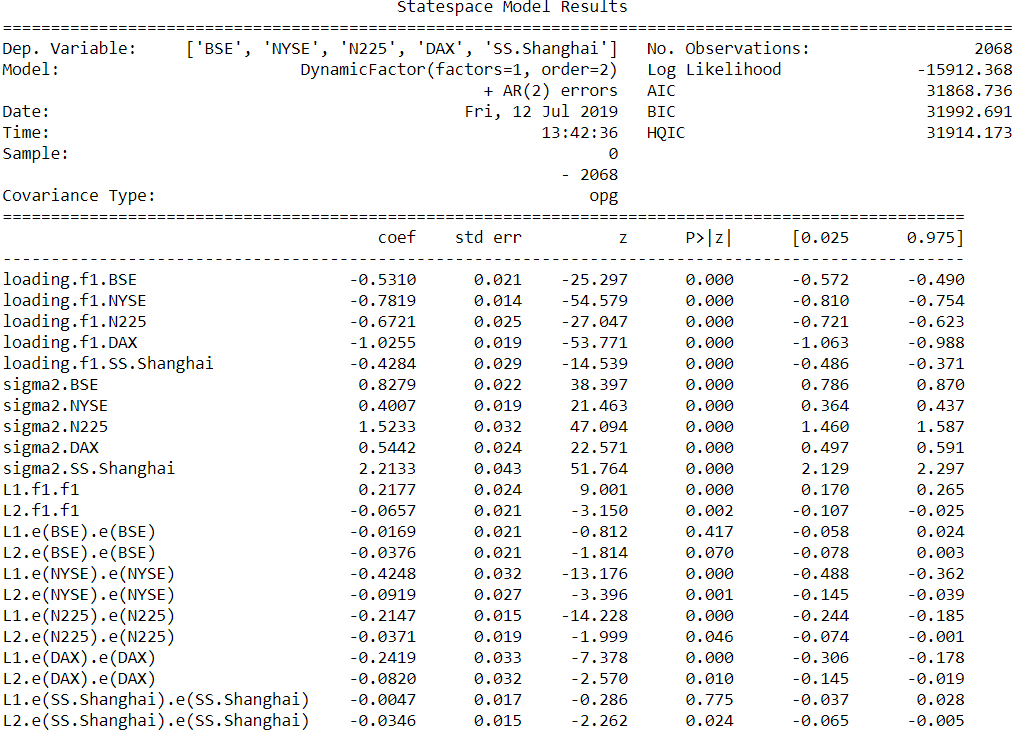 Statespace Model Results
==============================================================================================================
Dep. Variable: ['BSE', 'NYSE', 'N225', 'DAX', 'SS.Shanghai'] No. Observations: 2068
Model: DynamicFactor(factors=1, order=2) Log Likelihood -15912.368
+ AR(2) errors AIC 31868.736
Date: Fri, 12 Jul 2019 BIC 31992.691
Time: 13:42:36 HQIC 31914.173
Sample: 0
- 2068
Covariance Type: opg
====================================================================================================
coef std err z P>|z| [0.025 0.975]
----------------------------------------------------------------------------------------------------
loading.f1.BSE -0.5310 0.021 -25.297 0.000 -0.572 -0.490
loading.f1.NYSE -0.7819 0.014 -54.579 0.000 -0.810 -0.754
loading.f1.N225 -0.6721 0.025 -27.047 0.000 -0.721 -0.623
loading.f1.DAX -1.0255 0.019 -53.771 0.000 -1.063 -0.988
loading.f1.SS.Shanghai -0.4284 0.029 -14.539 0.000 -0.486 -0.371
sigma2.BSE 0.8279 0.022 38.397 0.000 0.786 0.870
sigma2.NYSE 0.4007 0.019 21.463 0.000 0.364 0.437
sigma2.N225 1.5233 0.032 47.094 0.000 1.460 1.587
sigma2.DAX 0.5442 0.024 22.571 0.000 0.497 0.591
sigma2.SS.Shanghai 2.2133 0.043 51.764 0.000 2.129 2.297
L1.f1.f1 0.2177 0.024 9.001 0.000 0.170 0.265
L2.f1.f1 -0.0657 0.021 -3.150 0.002 -0.107 -0.025
L1.e(BSE).e(BSE) -0.0169 0.021 -0.812 0.417 -0.058 0.024
L2.e(BSE).e(BSE) -0.0376 0.021 -1.814 0.070 -0.078 0.003
L1.e(NYSE).e(NYSE) -0.4248 0.032 -13.176 0.000 -0.488 -0.362
L2.e(NYSE).e(NYSE) -0.0919 0.027 -3.396 0.001 -0.145 -0.039
L1.e(N225).e(N225) -0.2147 0.015 -14.228 0.000 -0.244 -0.185
L2.e(N225).e(N225) -0.0371 0.019 -1.999 0.046 -0.074 -0.001
L1.e(DAX).e(DAX) -0.2419 0.033 -7.378 0.000 -0.306 -0.178
L2.e(DAX).e(DAX) -0.0820 0.032 -2.570 0.010 -0.145 -0.019
L1.e(SS.Shanghai).e(SS.Shanghai) -0.0047 0.017 -0.286 0.775 -0.037 0.028
L2.e(SS.Shanghai).e(SS.Shanghai) -0.0346 0.015 -2.262 0.024 -0.065 -0.005